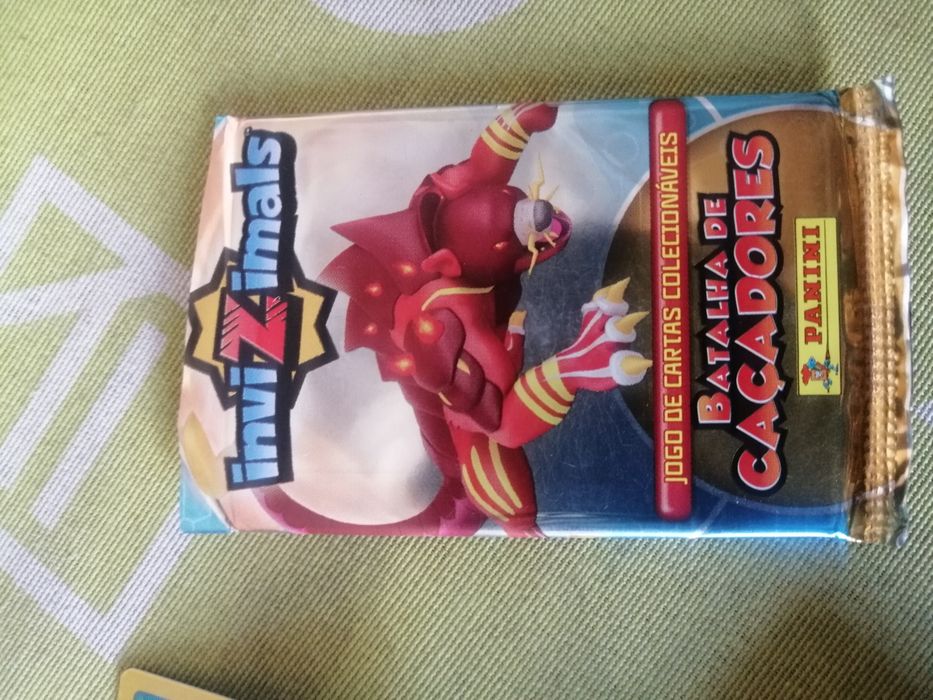 inviZimals
JOGO DE CARTAS COLECIONÁVEIS
BATALHA DE
CAÇADORES
PANINI